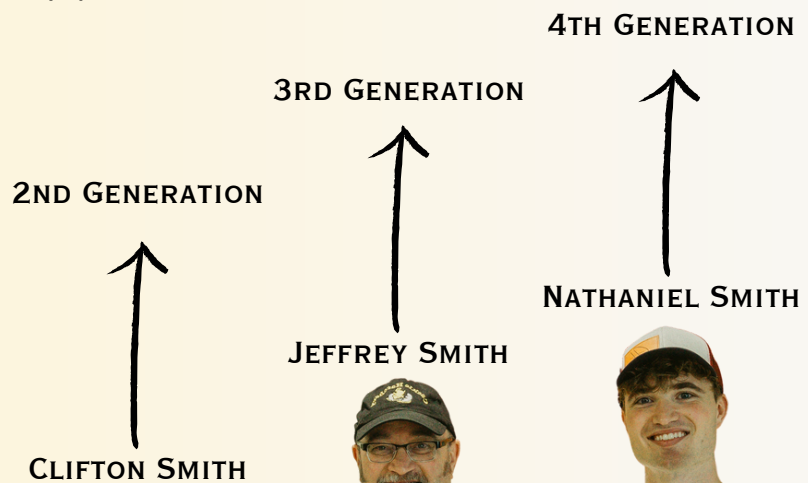 4th Generation
3rd Generation
2nd Generation
Nathaniel Smith
Jeffrey Smith
Clifton Smith